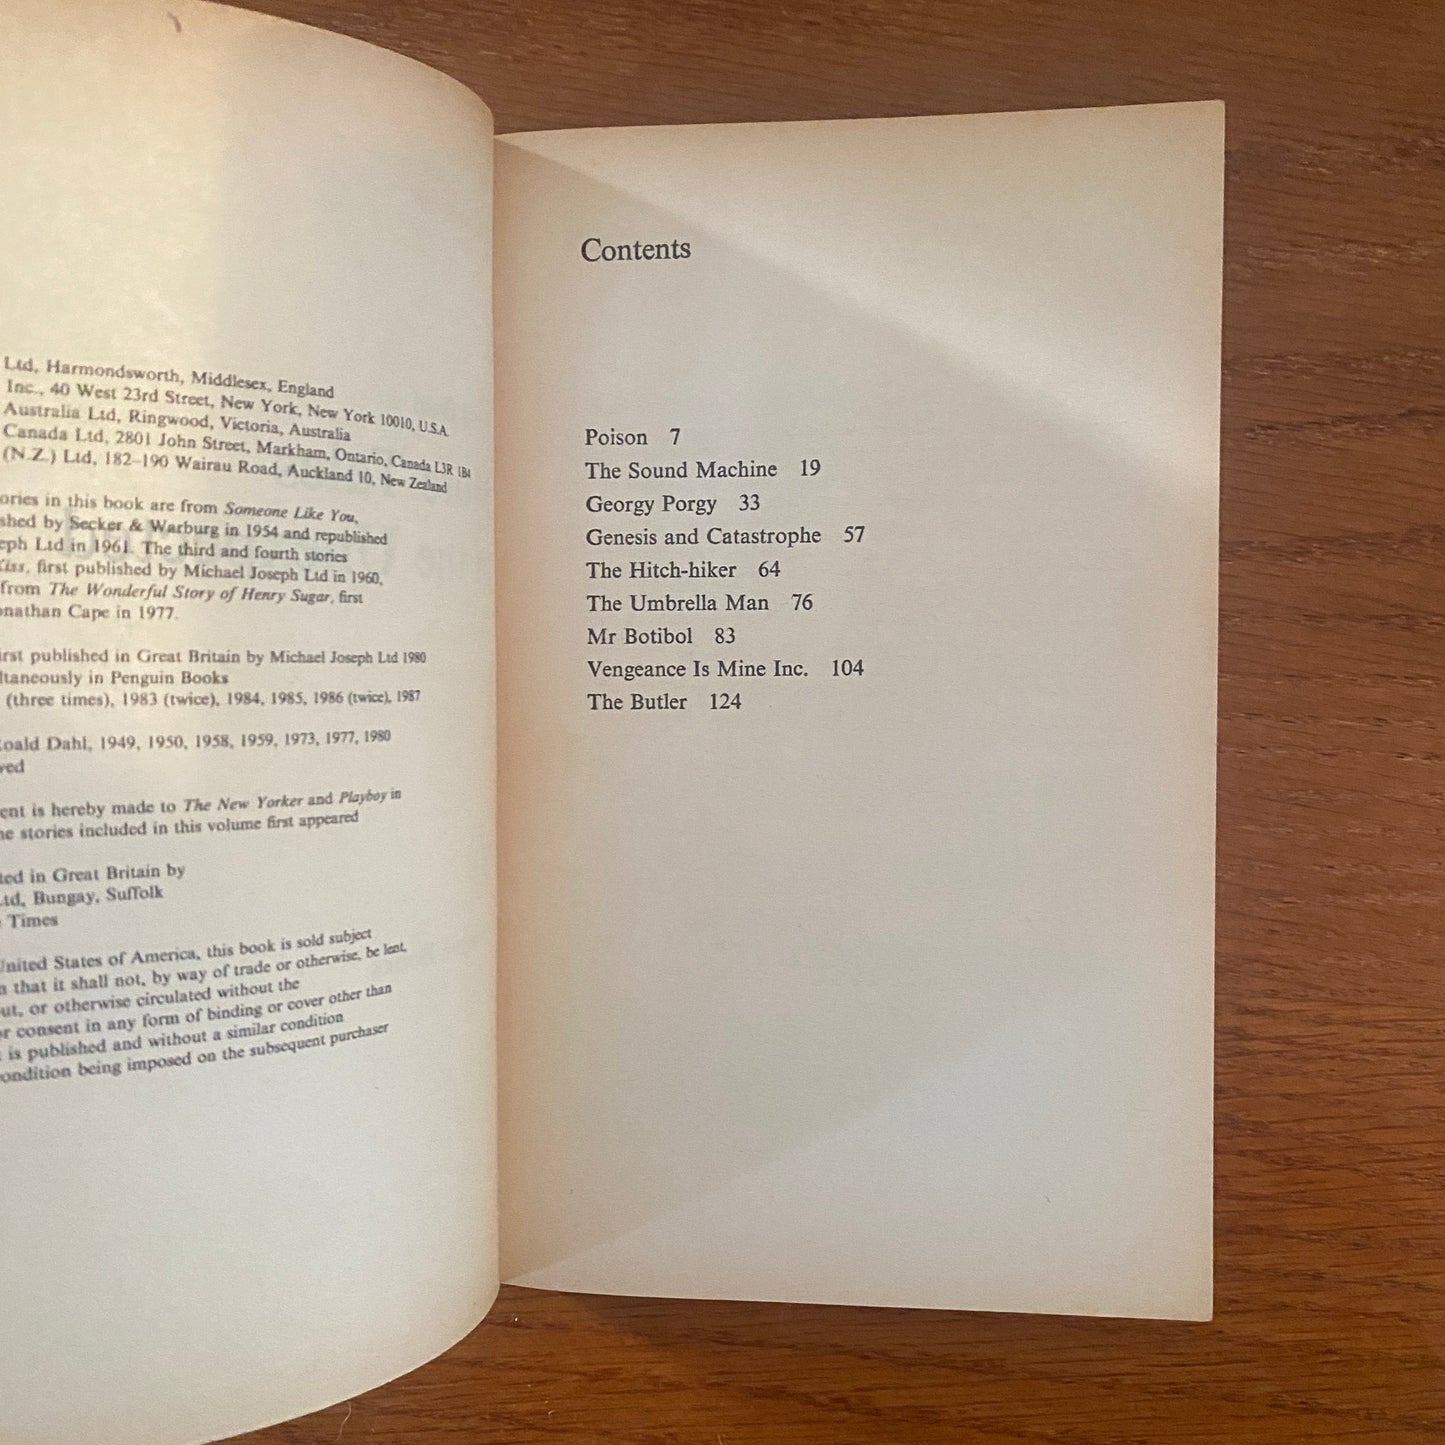 Ltd, Harmondsworth, Middlesex, England
Inc., 40 West 23rd Street, New York, New York 10010, U.S.A.
Australia Ltd, Ringwood, Victoria, Australia
Canada Ltd, 2801 John Street, Markham, Ontario, Canada L3R 1B4
(N.Z.) Ltd, 182–190 Wairau Road, Auckland 10, New Zealand
ories in this book are from Someone Like You,
shed by Secker & Warburg in 1954 and republished
eph Ltd in 1961. The third and fourth stories
Kiss, first published by Michael Joseph Ltd in 1960,
from The Wonderful Story of Henry Sugar, first
onathan Cape in 1977.
irst published in Great Britain by Michael Joseph Ltd 1980
ltaneously in Penguin Books
(three times), 1983 (twice), 1984, 1985, 1986 (twice), 1987
oald Dahl, 1949, 1950, 1958, 1959, 1973, 1977, 1980
ved
ent is hereby made to The New Yorker and Playboy in
he stories included in this volume first appeared
ted in Great Britain by
Ltd, Bungay, Suffolk
Times
United States of America, this book is sold subject
n that it shall not, by way of trade or otherwise, be lent,
out, or otherwise circulated without the
or consent in any form of binding or cover other than
t is published and without a similar condition
condition being imposed on the subsequent purchaser
Contents
Poison 7
The Sound Machine 19
Georgy Porgy 33
Genesis and Catastrophe 57
The Hitch-hiker 64
The Umbrella Man 76
Mr Botibol 83
Vengeance Is Mine Inc. 104
The Butler 124